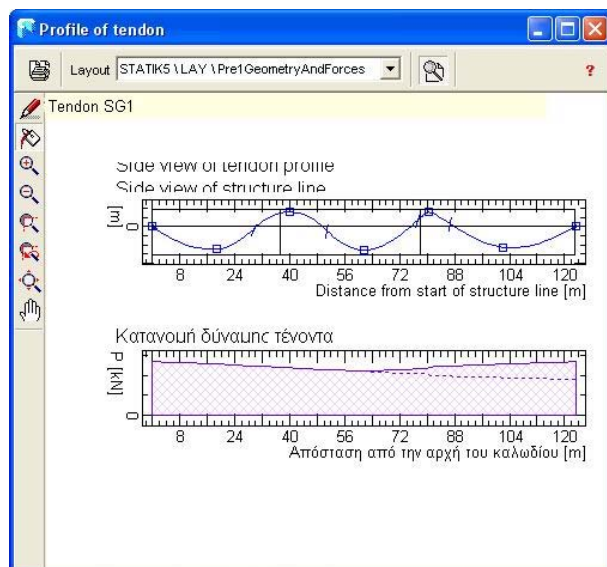 Profile of tendon
Layout STATIK5 \ LAY \ Pre1GeometryAndForces
?
Tendon SG1
Side view of tendon profile
Side view of structure line
[m]
0
8 24 40 56 72 88 104 120
Distance from start of structure line [m]
Κατανομή δύναμης τένοντα
P [kN]
0
8 24 40 56 72 88 104 120
Απόσταση από την αρχή του καλωδίου [m]